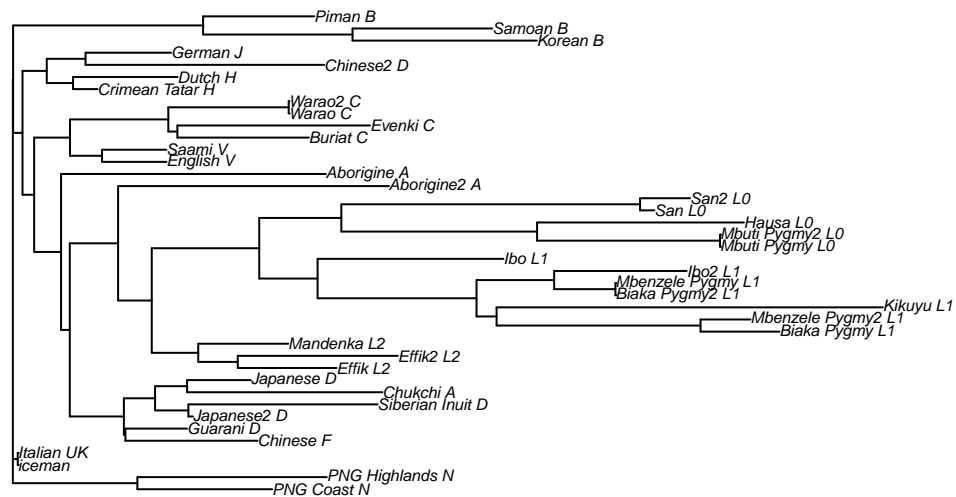 Piman B
Samoan B
Korean B
German J
Chinese2 D
Dutch H
Crimean Tatar H
Warao2 C
Warao C
Evenki C
Buriat C
Saami V
English V
Aborigine A
Aborigine2 A
San2 L0
San L0
Hausa L0
Mbuti Pygmy2 L0
Mbuti Pygmy L0
Ibo L1
Ibo2 L1
Mbenzele Pygmy L1
Biaka Pygmy2 L1
Kikuyu L1
Mbenzele Pygmy2 L1
Biaka Pygmy L1
Mandenka L2
Effik2 L2
Effik L2
Japanese D
Chukchi A
Siberian Inuit D
Japanese2 D
Guarani D
Chinese F
Italian UK
iceman
PNG Highlands N
PNG Coast N